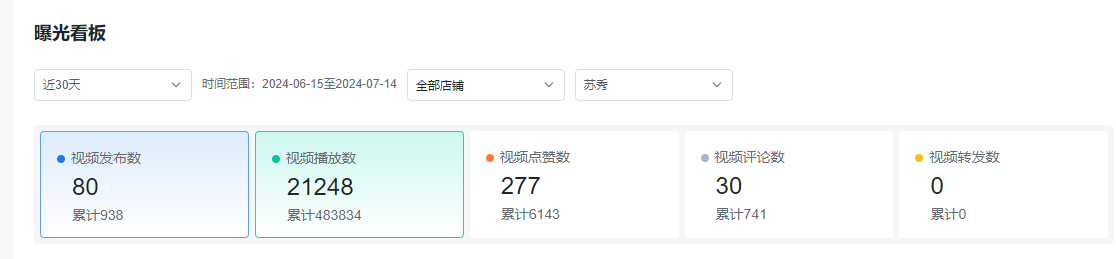 曝光看板
近30天 时间范围：2024-06-15至2024-07-14 全部店铺 苏秀
视频发布数 视频播放数 视频点赞数 视频评论数 视频转发数
80 21248 277 30 0
累计938 累计483834 累计6143 累计741 累计0